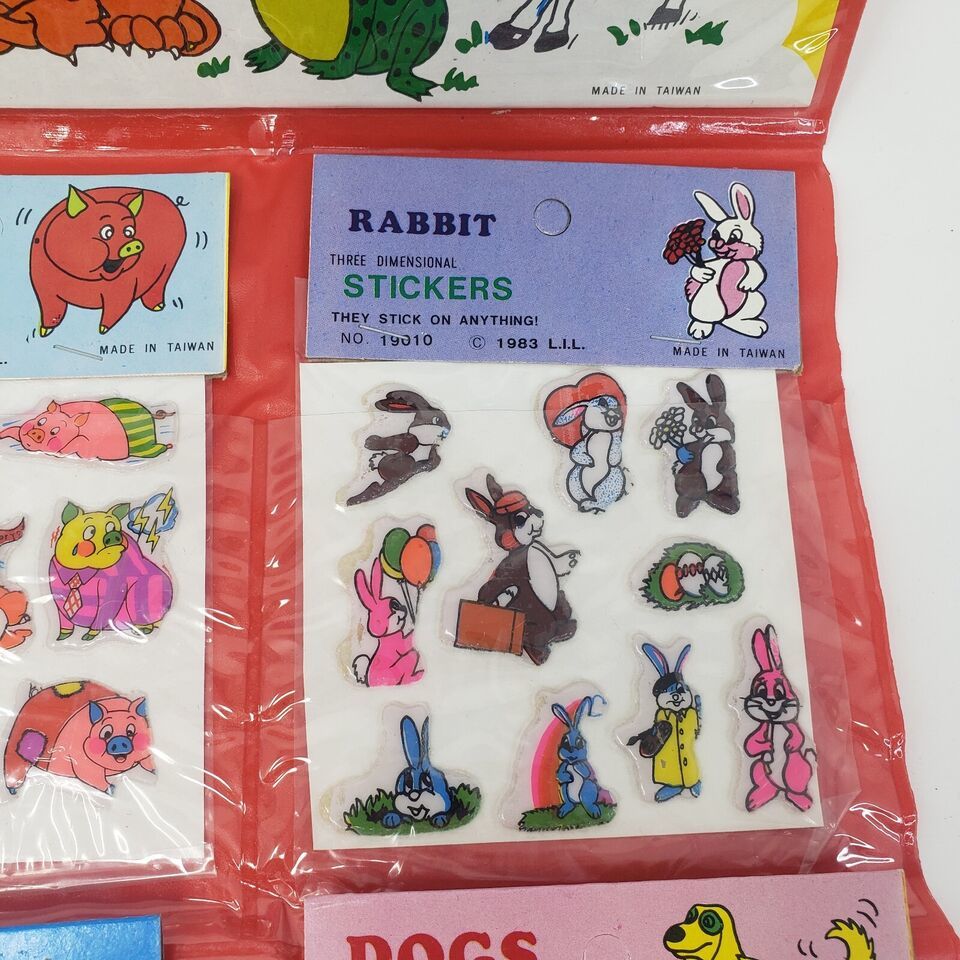 MADE IN TAIWAN
MADE IN TAIWAN
RABBIT
THREE DIMENSIONAL
STICKERS
THEY STICK ON ANYTHING!
NO. 19010 © 1983 L.I.L.
MADE IN TAIWAN
DOGS